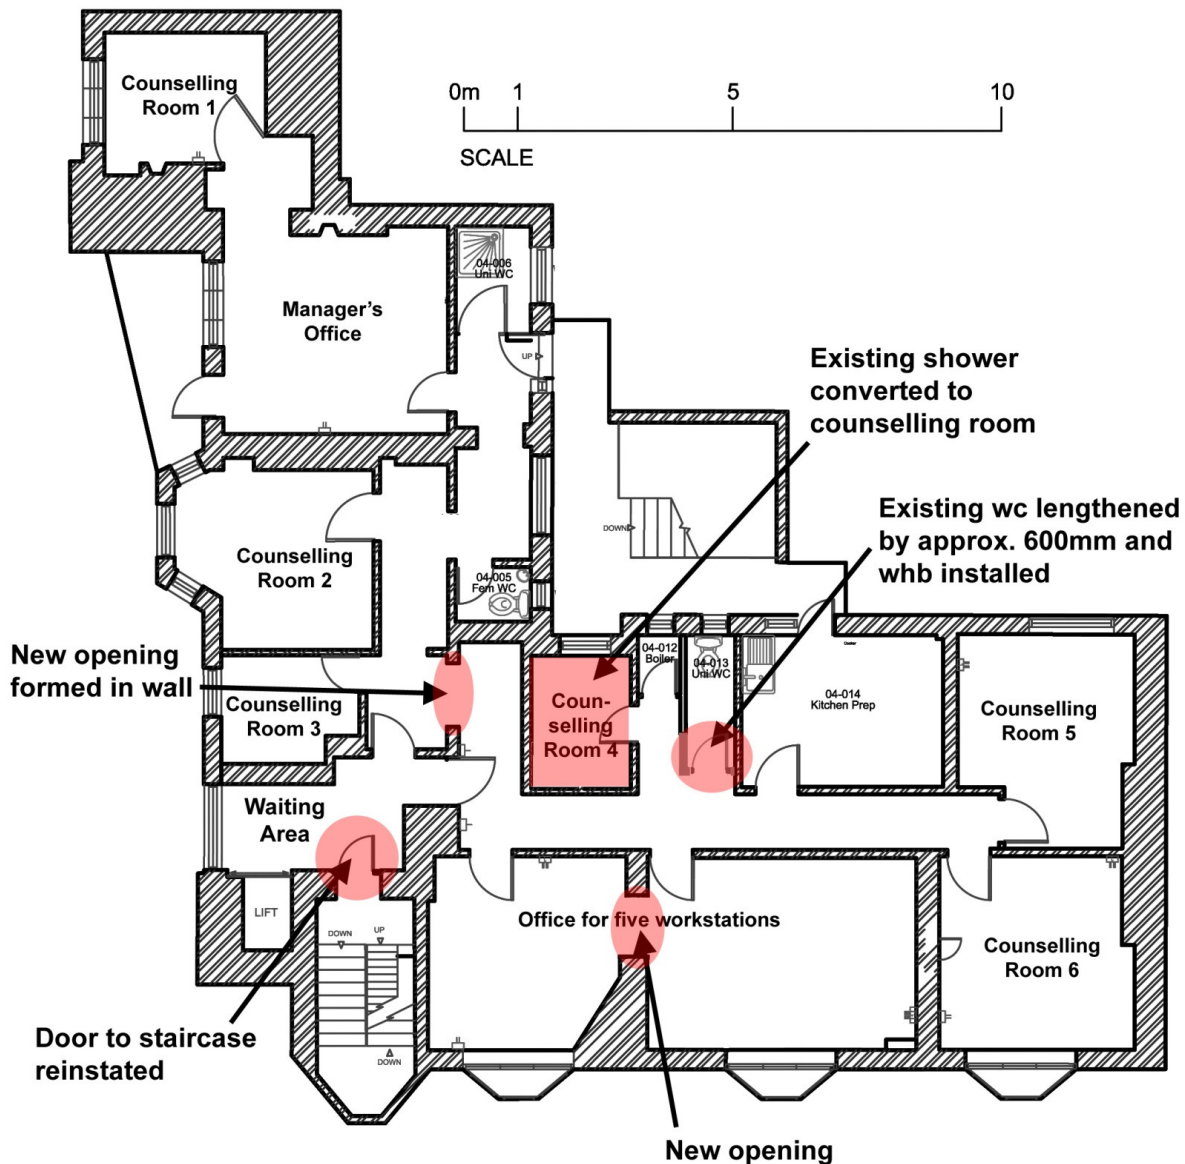 Counselling
Room 1
0m 1 5 10
SCALE
04-006
Uni WC
Manager's
Office
UP
Existing shower
converted to
counselling room
Existing wc lengthened
by approx. 600mm and
whb installed
DOWN
Counselling
Room 2
04-005
Fem WC
New opening
formed in wall
Counselling
Room 3
Coun-
selling
Room 4
04-012
Boiler
04-013
Uni WC
Cooker
04-014
Kitchen Prep
Counselling
Room 5
Waiting
Area
LIFT
Office for five workstations
DOWN
UP
DOWN
Counselling
Room 6
Door to staircase
reinstated
New opening